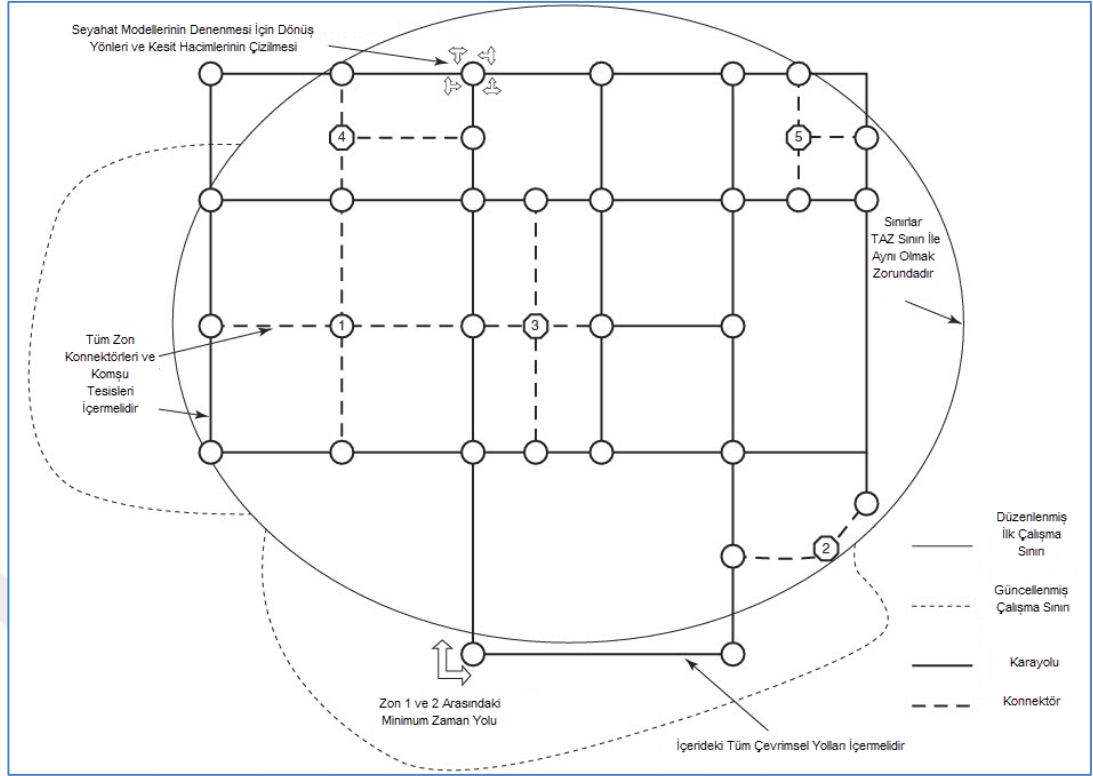 Seyahat Modellerinin Denenmesi İçin Dönüş
Yönleri ve Kesit Hacimlerinin Çizilmesi
4
5
Sınırlar
TAZ Sınırı İle
Aynı Olmak
Zorundadır
1
3
Tüm Zon
Konnektörleri ve
Komşu
Tesisleri
İçermelidir
2
Düzenlenmiş
İlk Çalışma
Sınırı
Güncellenmiş
Çalışma Sınırı
Karayolu
Konnektör
Zon 1 ve 2 Arasındaki
Minimum Zaman Yolu
İçerideki Tüm Çevrimsel Yolları İçermelidir